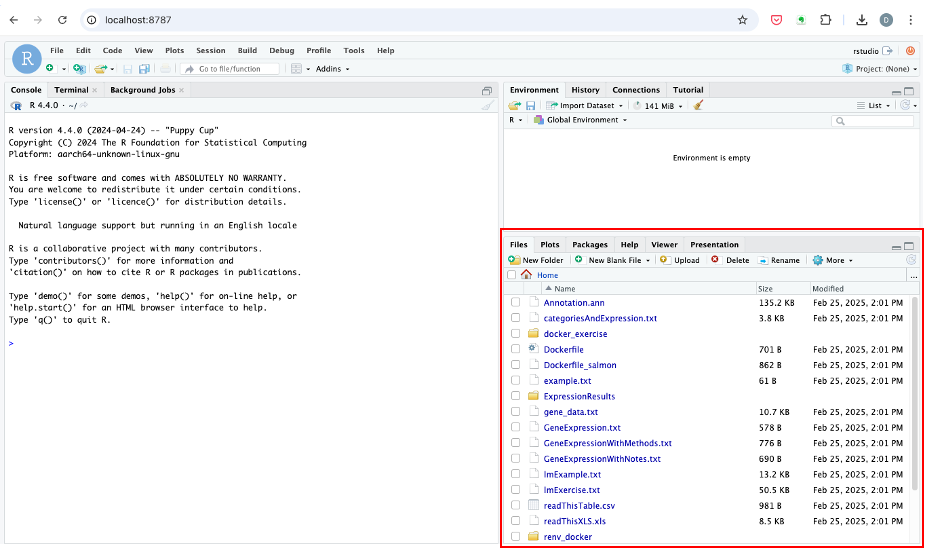 localhost:8787
D
R
File Edit Code View Plots Session Build Debug Profile Tools Help
rstudio
Go to file/function
Addins
Project: (None)
Console Terminal Background Jobs
R 4.4.0 · ~/
R version 4.4.0 (2024-04-24) -- "Puppy Cup"
Copyright (C) 2024 The R Foundation for Statistical Computing
Platform: aarch64-unknown-linux-gnu
R is free software and comes with ABSOLUTELY NO WARRANTY.
You are welcome to redistribute it under certain conditions.
Type 'license()' or 'licence()' for distribution details.
Natural language support but running in an English locale
R is a collaborative project with many contributors.
Type 'contributors()' for more information and
'citation()' on how to cite R or R packages in publications.
Type 'demo()' for some demos, 'help()' for on-line help, or
'help.start()' for an HTML browser interface to help.
Type 'q()' to quit R.
>
Environment History Connections Tutorial
Import Dataset 141 MiB List
R Global Environment
Environment is empty
Files Plots Packages Help Viewer Presentation
New Folder New Blank File Upload Delete Rename More
Home ...
Name Size Modified
Annotation.ann 135.2 KB Feb 25, 2025, 2:01 PM
categoriesAndExpression.txt 3.8 KB Feb 25, 2025, 2:01 PM
docker_exercise
Dockerfile 701 B Feb 25, 2025, 2:01 PM
Dockerfile_salmon 862 B Feb 25, 2025, 2:01 PM
example.txt 61 B Feb 25, 2025, 2:01 PM
ExpressionResults
gene_data.txt 10.7 KB Feb 25, 2025, 2:01 PM
GeneExpression.txt 578 B Feb 25, 2025, 2:01 PM
GeneExpressionWithMethods.txt 776 B Feb 25, 2025, 2:01 PM
GeneExpressionWithNotes.txt 690 B Feb 25, 2025, 2:01 PM
lmExample.txt 13.2 KB Feb 25, 2025, 2:01 PM
lmExercise.txt 50.5 KB Feb 25, 2025, 2:01 PM
readThisTable.csv 981 B Feb 25, 2025, 2:01 PM
readThisXLS.xls 8.5 KB Feb 25, 2025, 2:01 PM
renv_docker